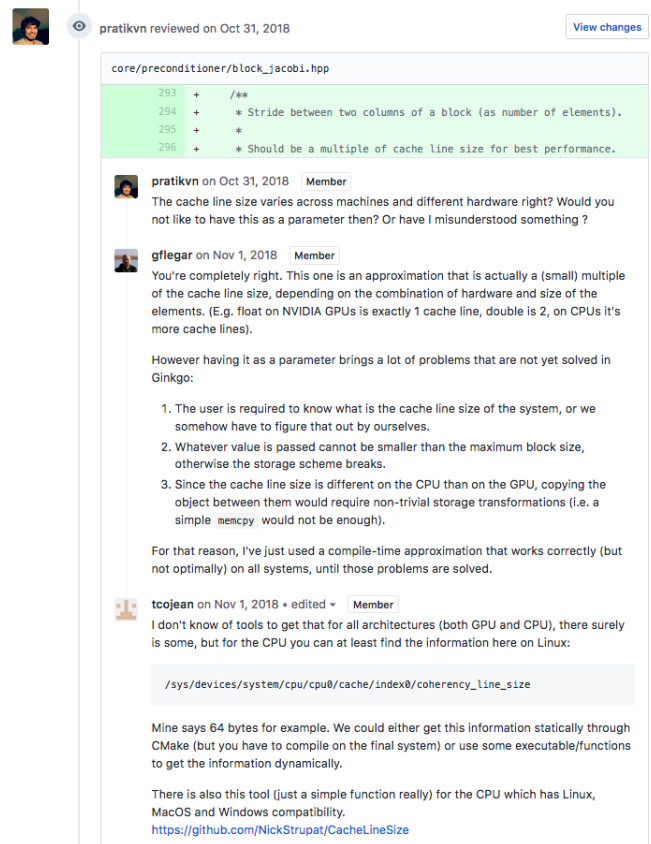 pratikvn reviewed on Oct 31, 2018
View changes
core/preconditioner/block_jacobi.hpp
293 + /**
294 + * Stride between two columns of a block (as number of elements).
295 + *
296 + * Should be a multiple of cache line size for best performance.
pratikvn on Oct 31, 2018 Member
The cache line size varies across machines and different hardware right? Would you
not like to have this as a parameter then? Or have I misunderstood something ?
gflegar on Nov 1, 2018 Member
You're completely right. This one is an approximation that is actually a (small) multiple
of the cache line size, depending on the combination of hardware and size of the
elements. (E.g. float on NVIDIA GPUs is exactly 1 cache line, double is 2, on CPUs it's
more cache lines).
However having it as a parameter brings a lot of problems that are not yet solved in
Ginkgo:
1. The user is required to know what is the cache line size of the system, or we
somehow have to figure that out by ourselves.
2. Whatever value is passed cannot be smaller than the maximum block size,
otherwise the storage scheme breaks.
3. Since the cache line size is different on the CPU than on the GPU, copying the
object between them would require non-trivial storage transformations (i.e. a
simple memcpy would not be enough).
For that reason, I've just used a compile-time approximation that works correctly (but
not optimally) on all systems, until those problems are solved.
tcojean on Nov 1, 2018 • edited Member
I don't know of tools to get that for all architectures (both GPU and CPU), there surely
is some, but for the CPU you can at least find the information here on Linux:
/sys/devices/system/cpu/cpu0/cache/index0/coherency_line_size
Mine says 64 bytes for example. We could either get this information statically through
CMake (but you have to compile on the final system) or use some executable/functions
to get the information dynamically.
There is also this tool (just a simple function really) for the CPU which has Linux,
MacOS and Windows compatibility.
https://github.com/NickStrupat/CacheLineSize